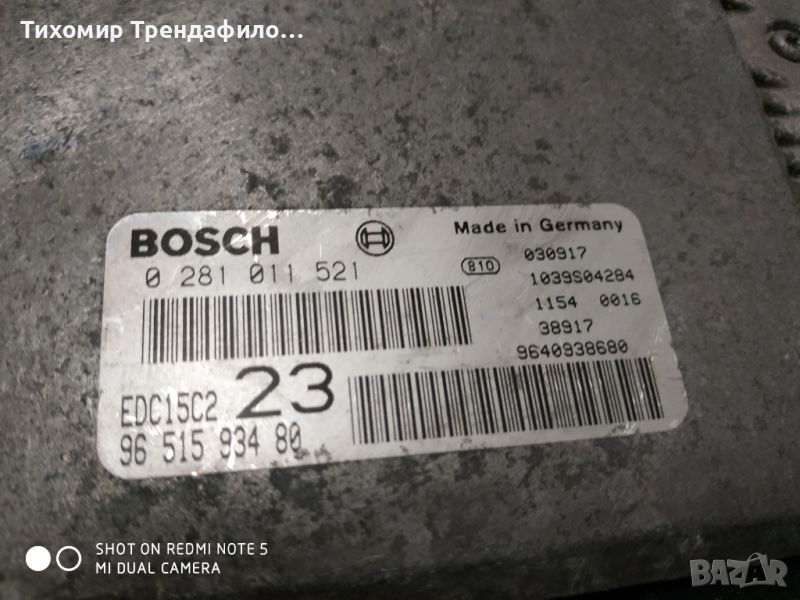 Тихомир Трендафило...
BOSCH
Made in Germany
0 281 011 521
810
030917
1039S04284
1154 0016
38917
9640938680
EDC15C2 23
96 515 934 80
SHOT ON REDMI NOTE 5
MI DUAL CAMERA
BAZAR